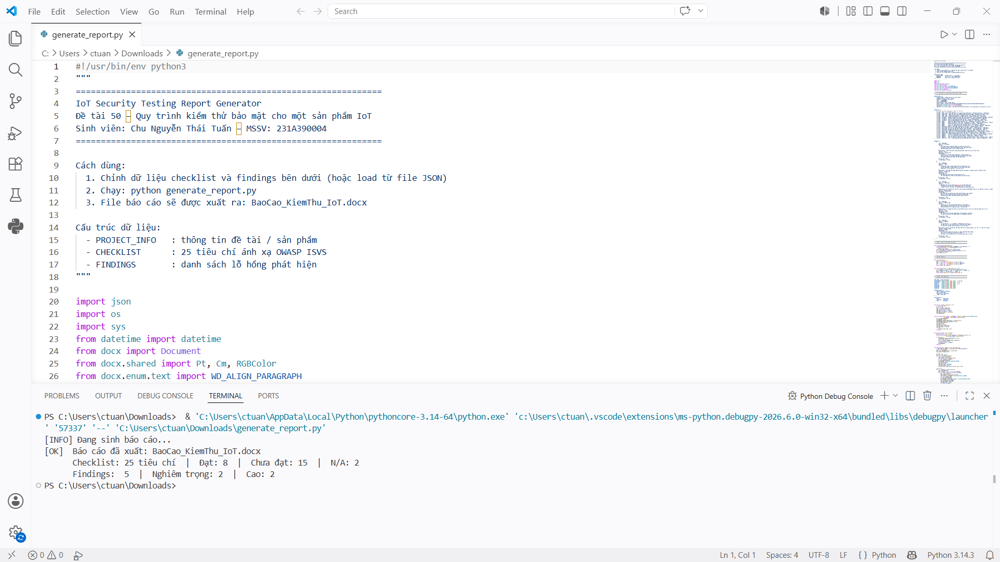 File Edit Selection View Go Run Terminal Help
Search
generate_report.py
C: > Users > ctuan > Downloads > generate_report.py
1 #!/usr/bin/env python3
2 """
3 =============================================================
4 IoT Security Testing Report Generator
5 Đề tài 50 – Quy trình kiểm thử bảo mật cho một sản phẩm IoT
6 Sinh viên: Chu Nguyễn Thái Tuấn – MSSV: 231A390004
7 =============================================================
8
9 Cách dùng:
10 1. Chỉnh dữ liệu checklist và findings bên dưới (hoặc load từ file JSON)
11 2. Chạy: python generate_report.py
12 3. File báo cáo sẽ được xuất ra: BaoCao_KiemThu_IoT.docx
13
14 Cấu trúc dữ liệu:
15 - PROJECT_INFO : thông tin đề tài / sản phẩm
16 - CHECKLIST : 25 tiêu chí ánh xạ OWASP ISVS
17 - FINDINGS : danh sách lỗ hổng phát hiện
18 """
19
20 import json
21 import os
22 import sys
23 from datetime import datetime
24 from docx import Document
25 from docx.shared import Pt, Cm, RGBColor
26 from docx.enum.text import WD_ALIGN_PARAGRAPH
PROBLEMS OUTPUT DEBUG CONSOLE TERMINAL PORTS
Python Debug Console
PS C:\Users\ctuan\Downloads> & 'C:\Users\ctuan\AppData\Local\Python\pythoncore-3.14-64\python.exe' 'c:\Users\ctuan\.vscode\extensions\ms-python.debugpy-2026.6.0-win32-x64\bundled\libs\debugpy\launcher
' '57337' '--' 'C:\Users\ctuan\Downloads\generate_report.py'
[INFO] Đang sinh báo cáo...
[OK] Báo cáo đã xuất: BaoCao_KiemThu_IoT.docx
Checklist: 25 tiêu chí | Đạt: 8 | Chưa đạt: 15 | N/A: 2
Findings: 5 | Nghiêm trọng: 2 | Cao: 2
PS C:\Users\ctuan\Downloads>
0 0
Ln 1, Col 1 Spaces: 4 UTF-8 LF { } Python Python 3.14.3